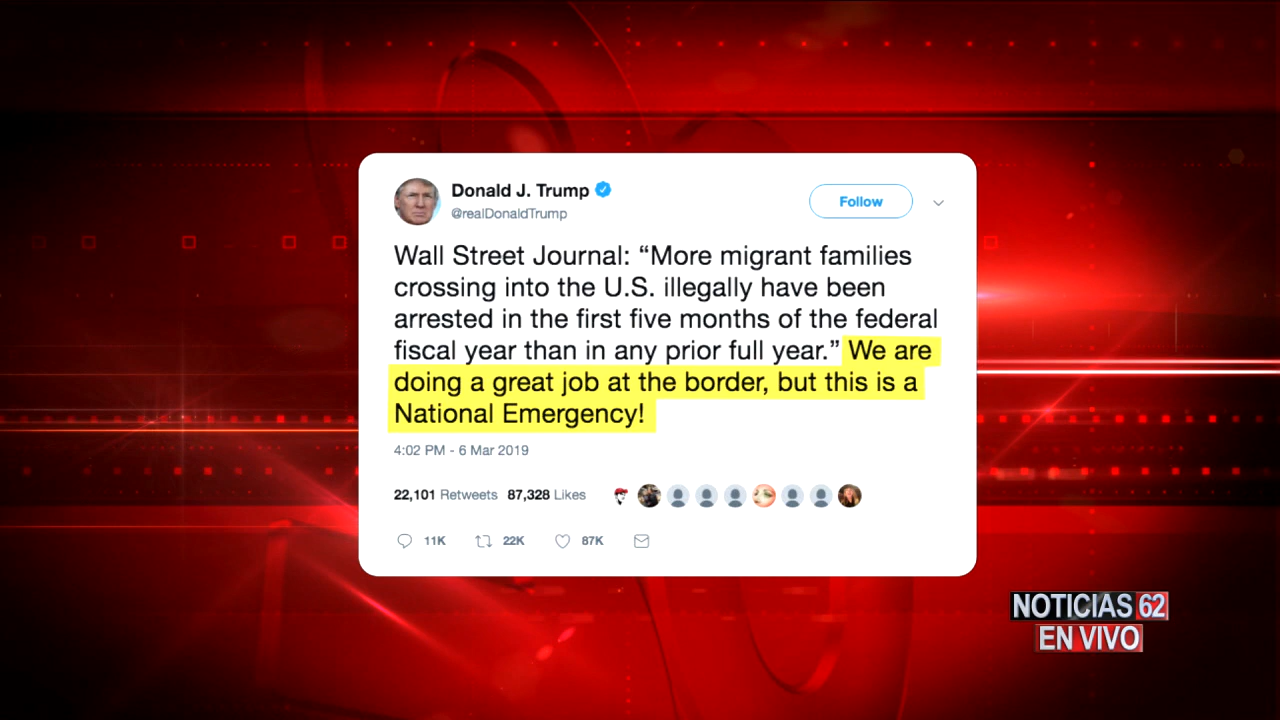 Donald J. Trump
@realDonaldTrump
Follow
Wall Street Journal: “More migrant families
crossing into the U.S. illegally have been
arrested in the first five months of the federal
fiscal year than in any prior full year.” We are
doing a great job at the border, but this is a
National Emergency!
4:02 PM - 6 Mar 2019
22,101 Retweets 87,328 Likes
11K 22K 87K
NOTICIAS 62
EN VIVO